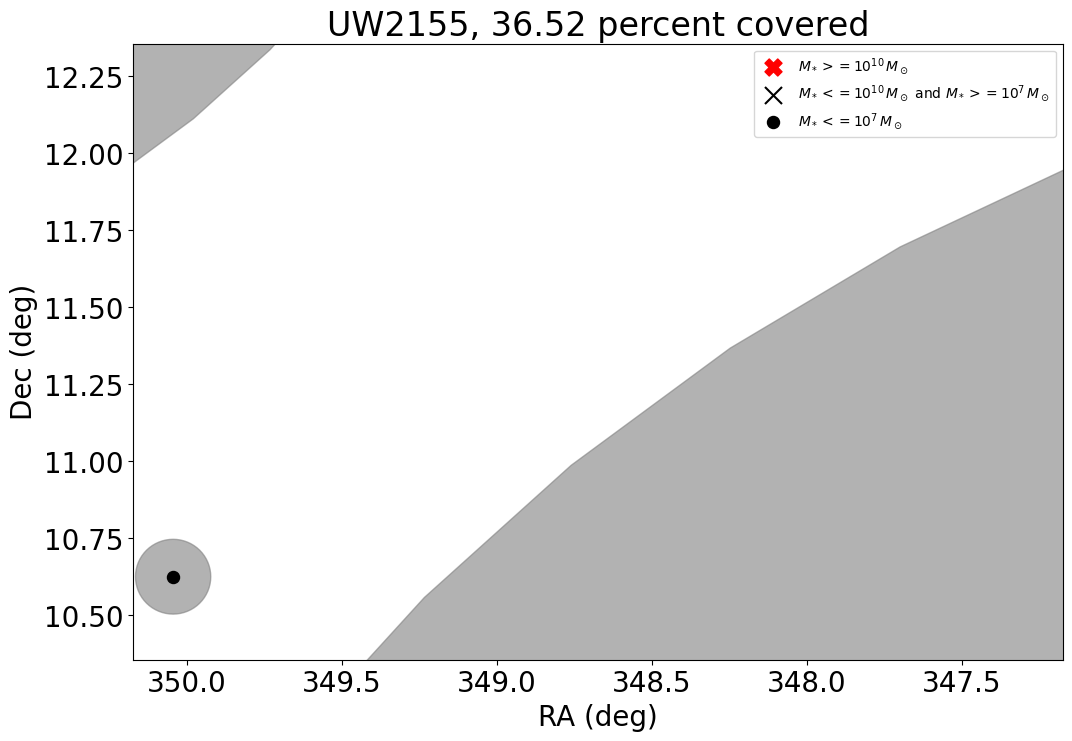 UW2155, 36.52 percent covered
M* >= 10^10 M⊙
M* <= 10^10 M⊙ and M* >= 10^7 M⊙
M* <= 10^7 M⊙
12.25
12.00
11.75
11.50
11.25
11.00
10.75
10.50
Dec (deg)
350.0 349.5 349.0 348.5 348.0 347.5
RA (deg)